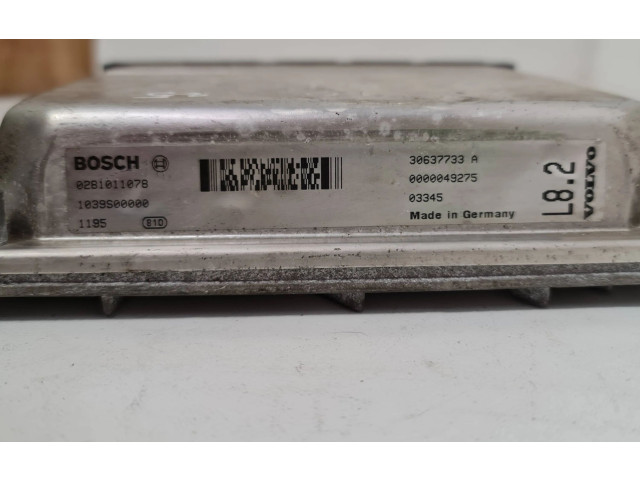 BOSCH
0281011078
1039S00000
1195 810
30637733 A
0000049275
03345
Made in Germany
L8.2
VOLVO